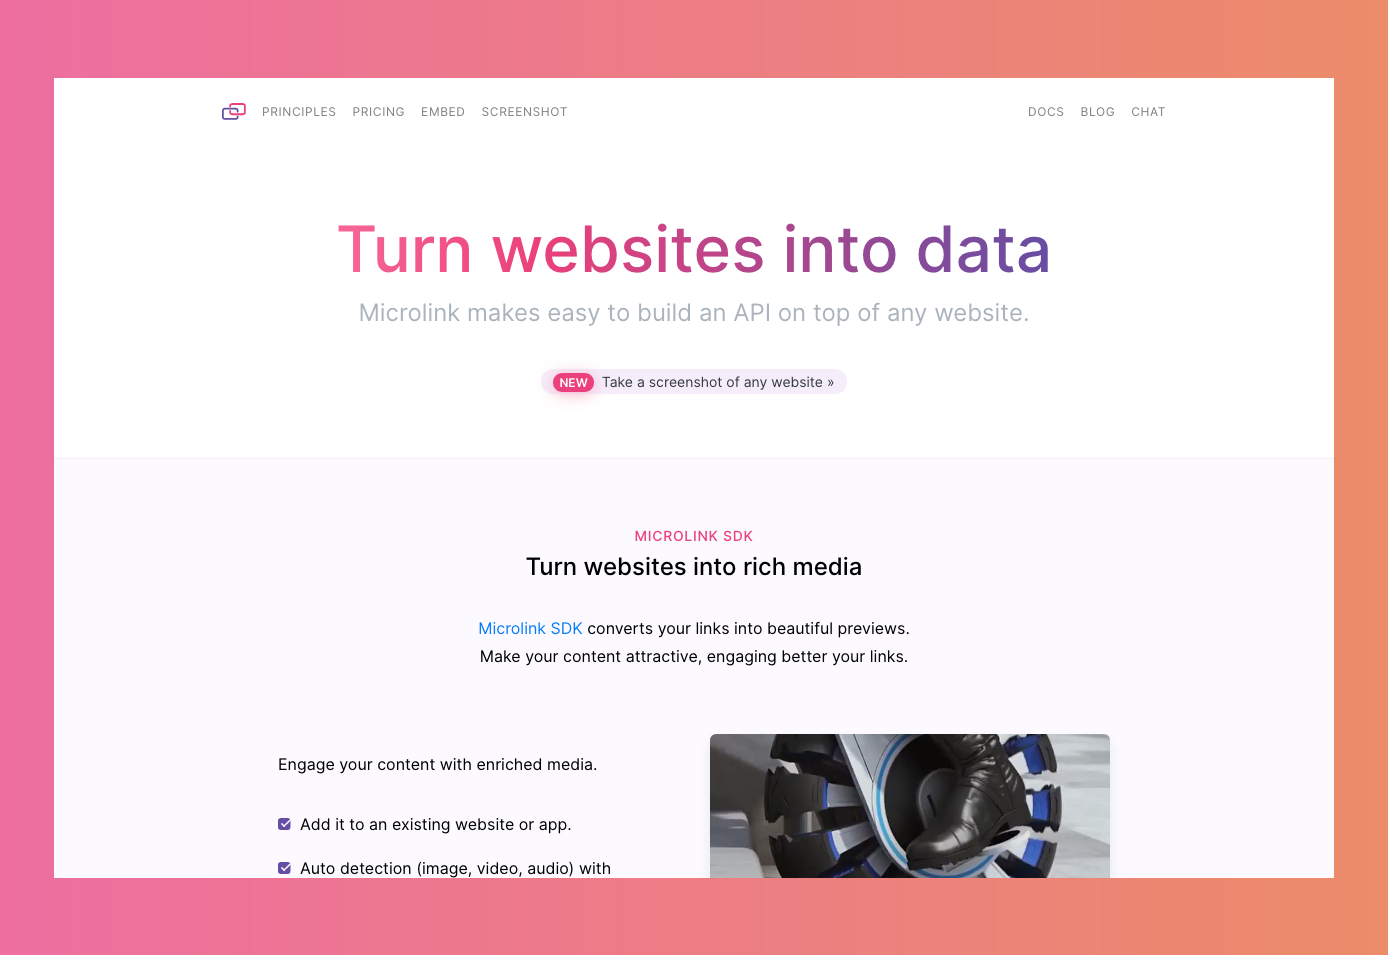 PRINCIPLES PRICING EMBED SCREENSHOT DOCS BLOG CHAT
Turn websites into data
Microlink makes easy to build an API on top of any website.
NEW Take a screenshot of any website »
MICROLINK SDK
Turn websites into rich media
Microlink SDK converts your links into beautiful previews.
Make your content attractive, engaging better your links.
Engage your content with enriched media.
Add it to an existing website or app.
Auto detection (image, video, audio) with